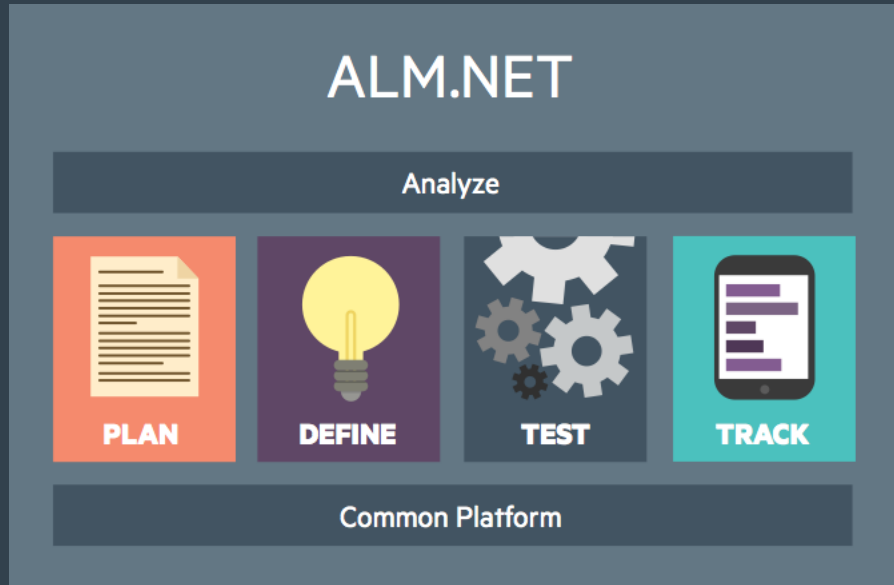 ALM.NET
Analyze
PLAN
DEFINE
TEST
TRACK
Common Platform